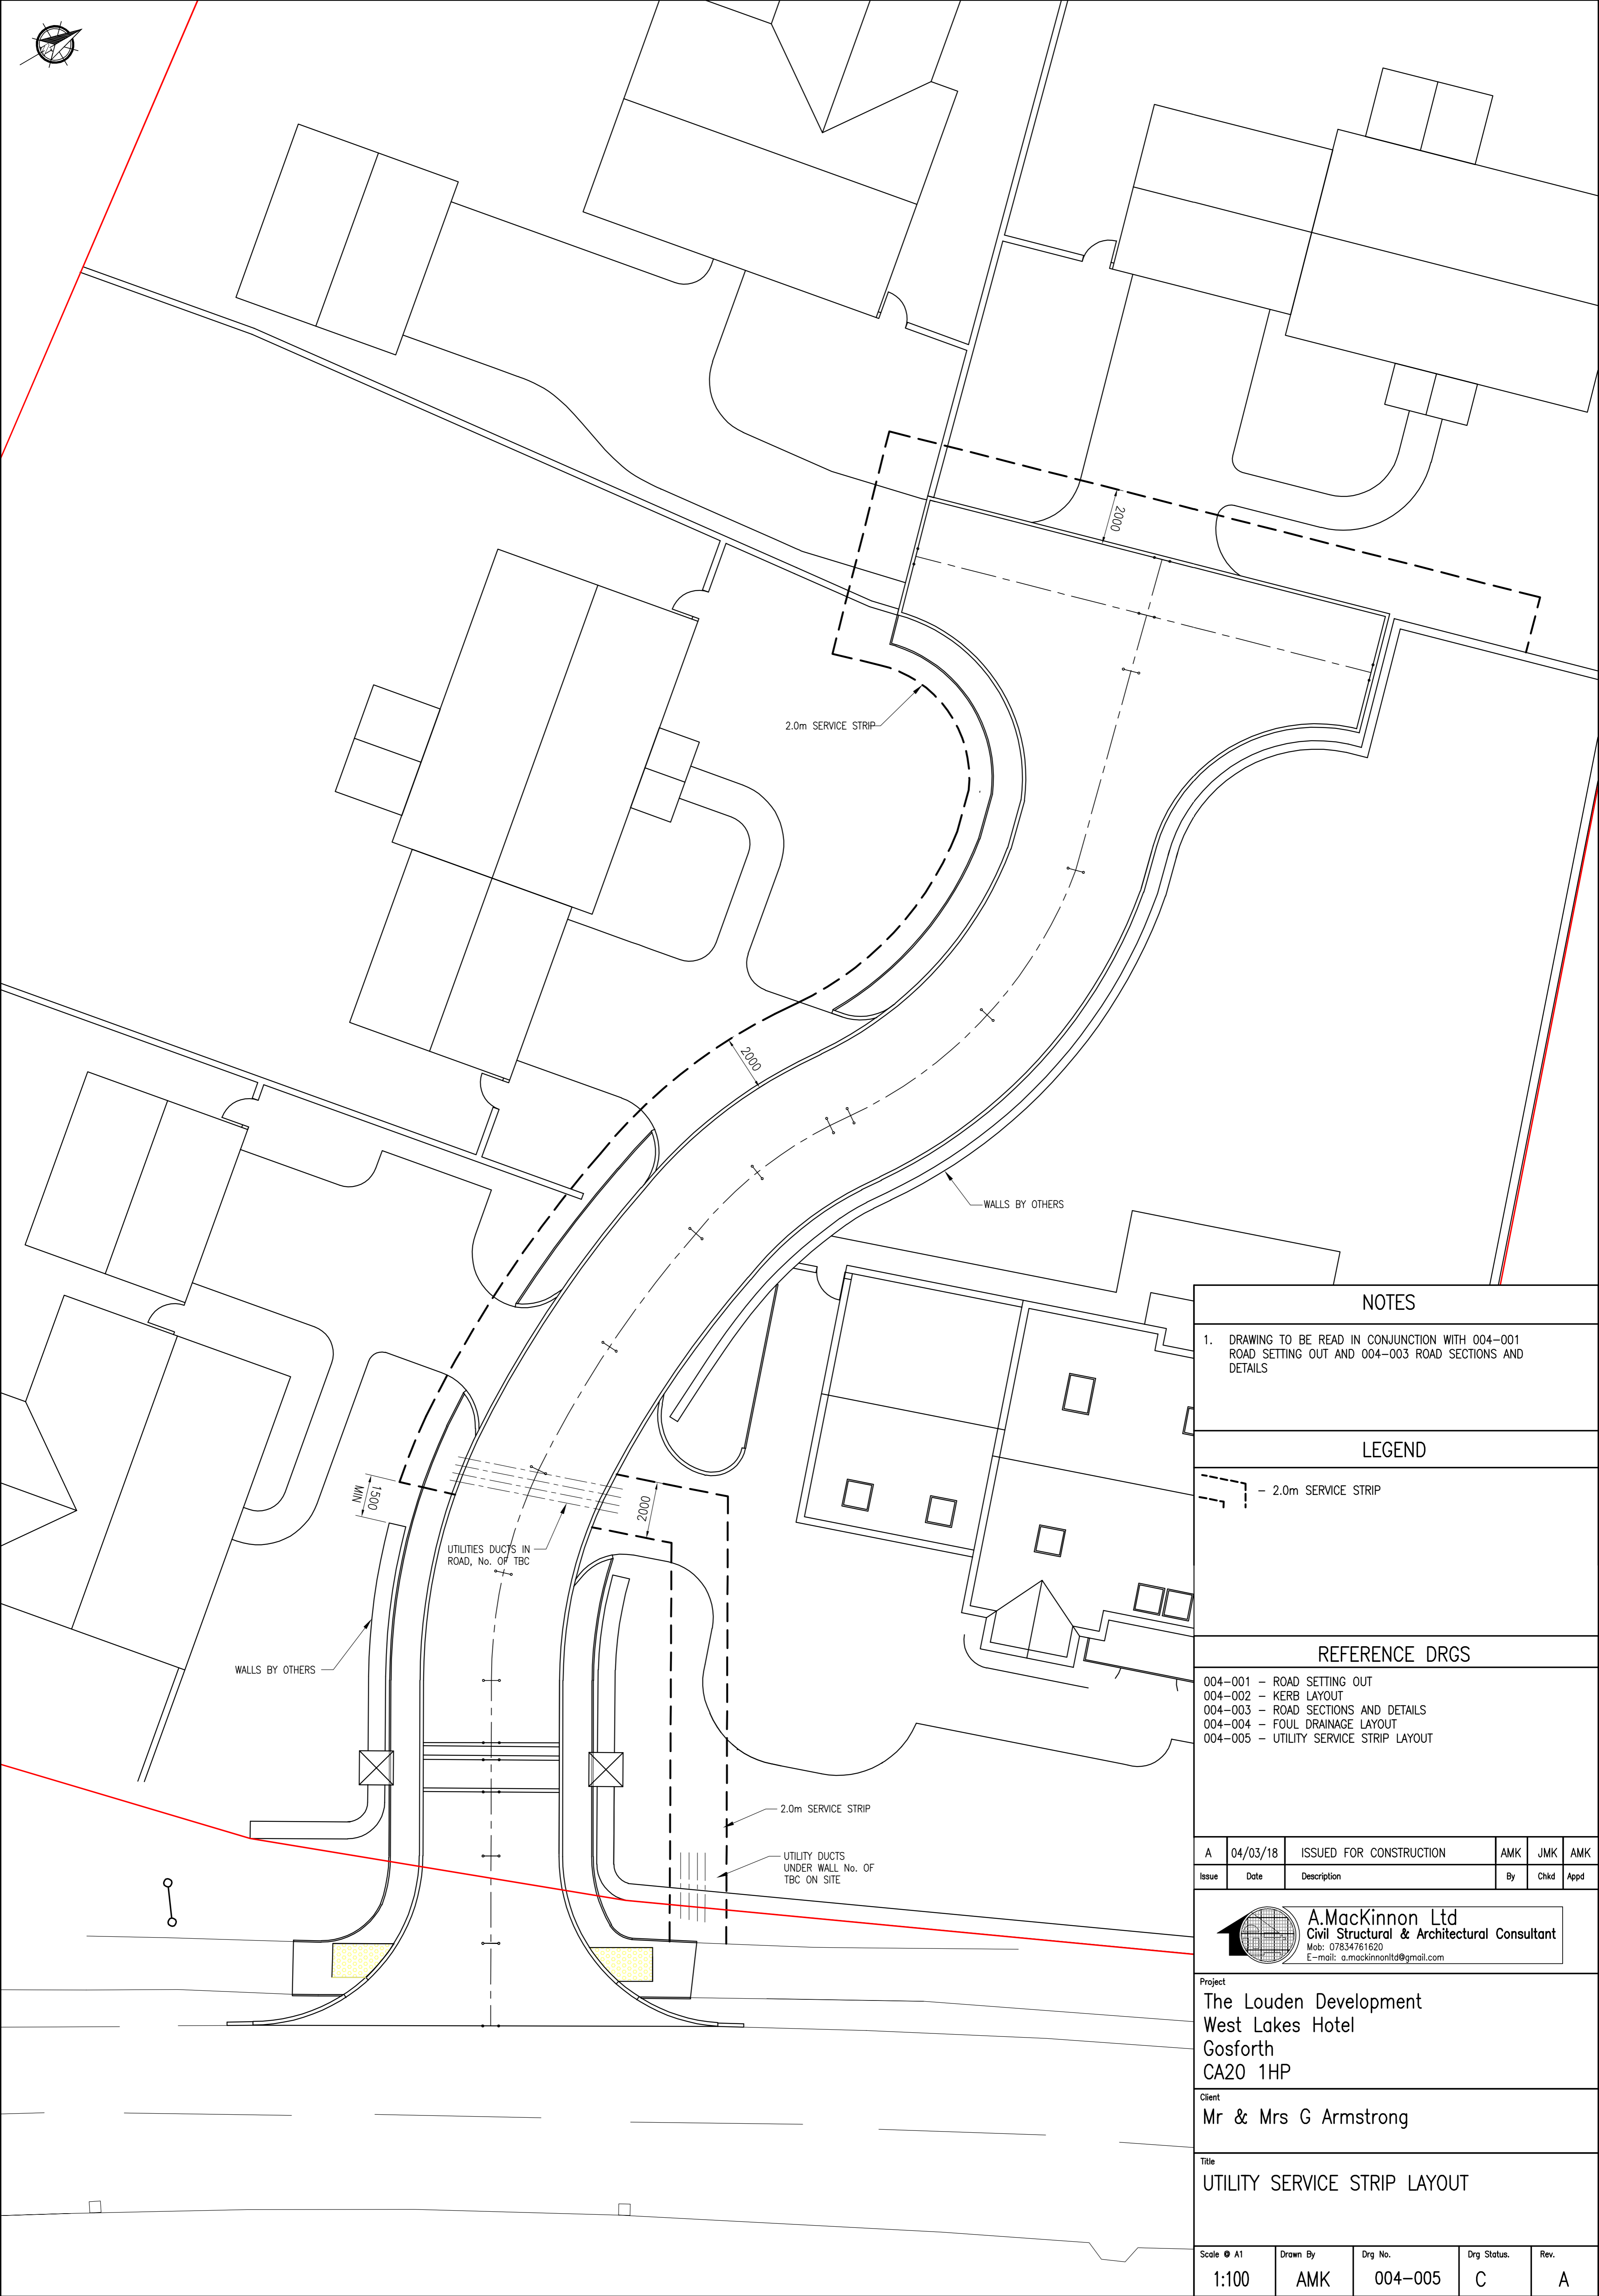 2000
2.0m SERVICE STRIP
2000
WALLS BY OTHERS
1500
MIN
2000
UTILITIES DUCTS IN
ROAD, No. OF TBC
WALLS BY OTHERS
2.0m SERVICE STRIP
UTILITY DUCTS
UNDER WALL No. OF
TBC ON SITE
NOTES
1. DRAWING TO BE READ IN CONJUNCTION WITH 004-001
ROAD SETTING OUT AND 004-003 ROAD SECTIONS AND
DETAILS
LEGEND
- 2.0m SERVICE STRIP
REFERENCE DRGS
004-001 - ROAD SETTING OUT
004-002 - KERB LAYOUT
004-003 - ROAD SECTIONS AND DETAILS
004-004 - FOUL DRAINAGE LAYOUT
004-005 - UTILITY SERVICE STRIP LAYOUT
A 04/03/18 ISSUED FOR CONSTRUCTION AMK JMK AMK
Issue Date Description By Chkd Appd
A.MacKinnon Ltd
Civil Structural & Architectural Consultant
Mob: 07834761620
E-mail: a.mackinnonltd@gmail.com
Project
The Louden Development
West Lakes Hotel
Gosforth
CA20 1HP
Client
Mr & Mrs G Armstrong
Title
UTILITY SERVICE STRIP LAYOUT
Scale @ A1 Drawn By Drg No. Drg Status. Rev.
1:100 AMK 004-005 C A